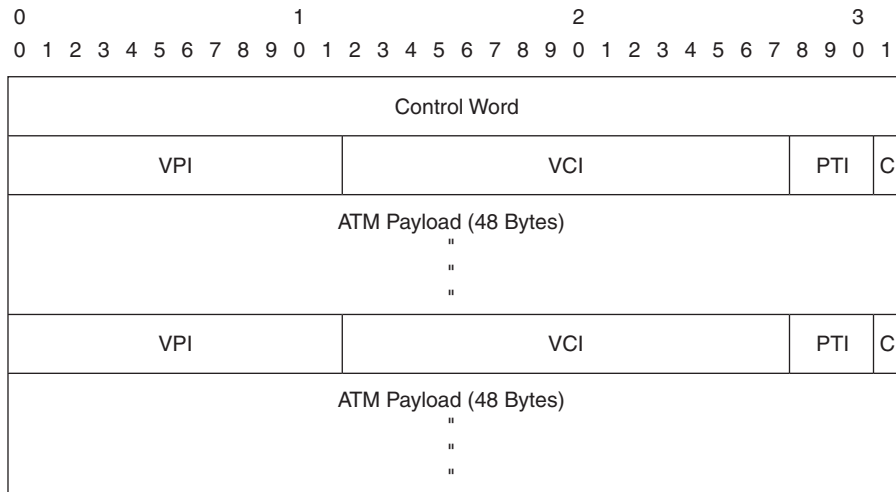 0 1 2 3
0 1 2 3 4 5 6 7 8 9 0 1 2 3 4 5 6 7 8 9 0 1 2 3 4 5 6 7 8 9 0 1
Control Word
VPI VCI PTI C
ATM Payload (48 Bytes)
"
"
"
VPI VCI PTI C
ATM Payload (48 Bytes)
"
"
"